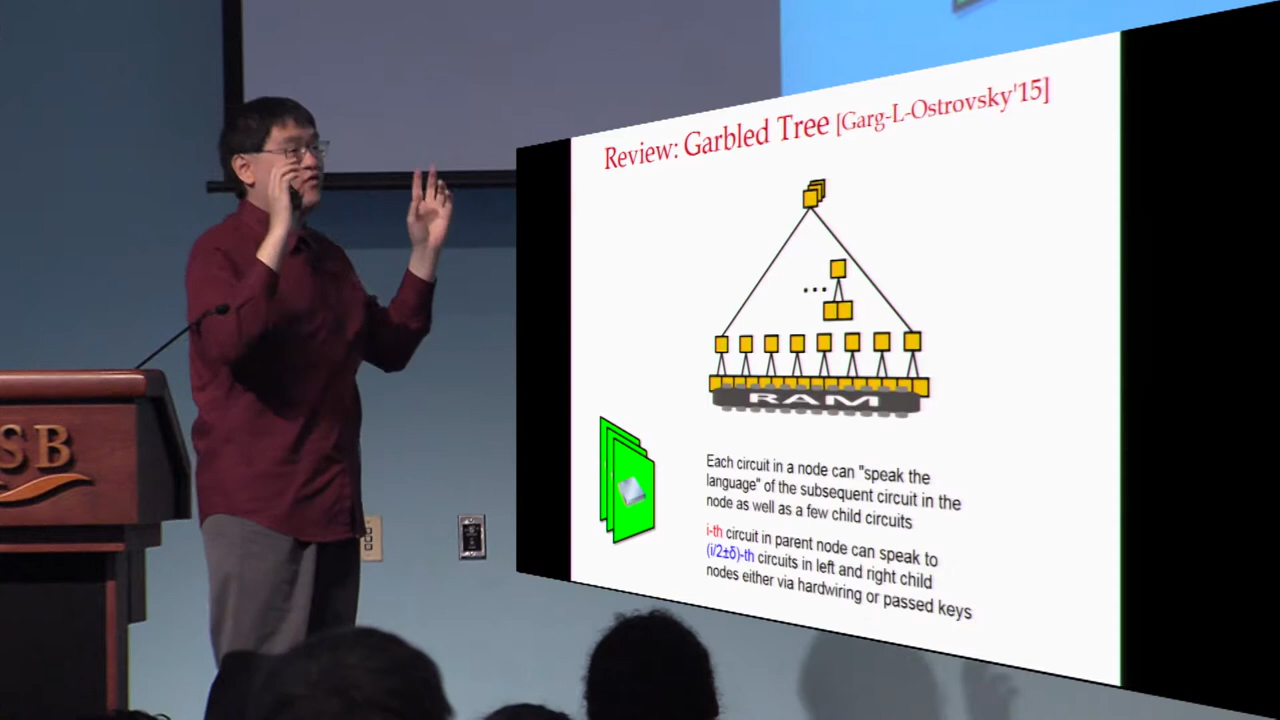 Review: Garbled Tree [Garg-L-Ostrovsky'15]
...
RAM
Each circuit in a node can "speak the
language" of the subsequent circuit in the
node as well as a few child circuits
i-th circuit in parent node can speak to
(i/2±δ)-th circuits in left and right child
nodes either via hardwiring or passed keys
SB